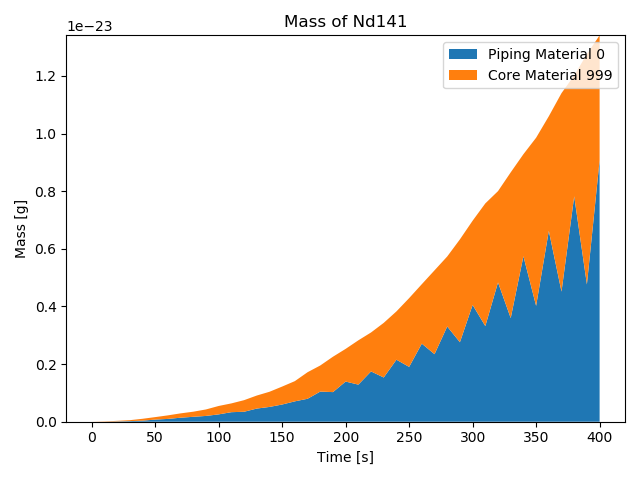 Mass of Nd141
1e−23
Piping Material 0
Core Material 999
1.2
1.0
0.8
0.6
0.4
0.2
0.0
Mass [g]
0 50 100 150 200 250 300 350 400
Time [s]